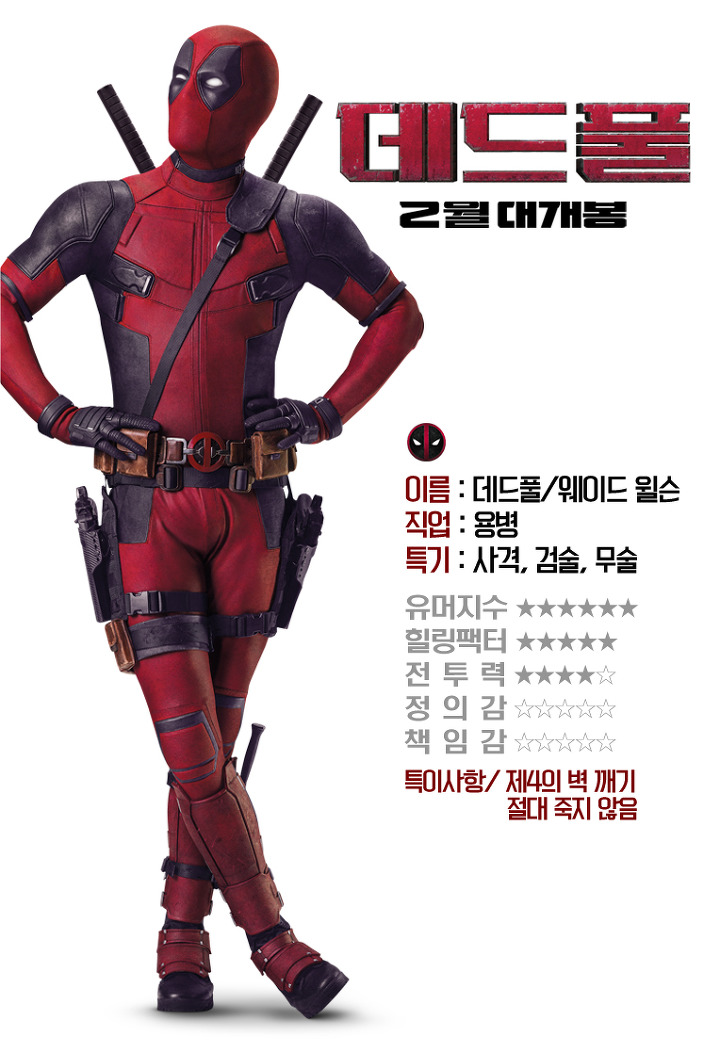 데드풀
2월 대개봉
이름 : 데드풀/웨이드 윌슨
직업 : 용병
특기 : 사격, 검술, 무술
유머지수 ★★★★★★
힐링팩터 ★★★★★
전 투 력 ★★★★☆
정 의 감 ☆☆☆☆☆
책 임 감 ☆☆☆☆☆
특이사항/ 제4의 벽 깨기
절대 죽지 않음